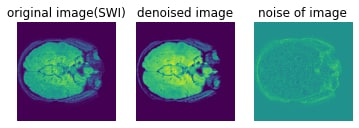 original image(SWI)
denoised image
noise of image